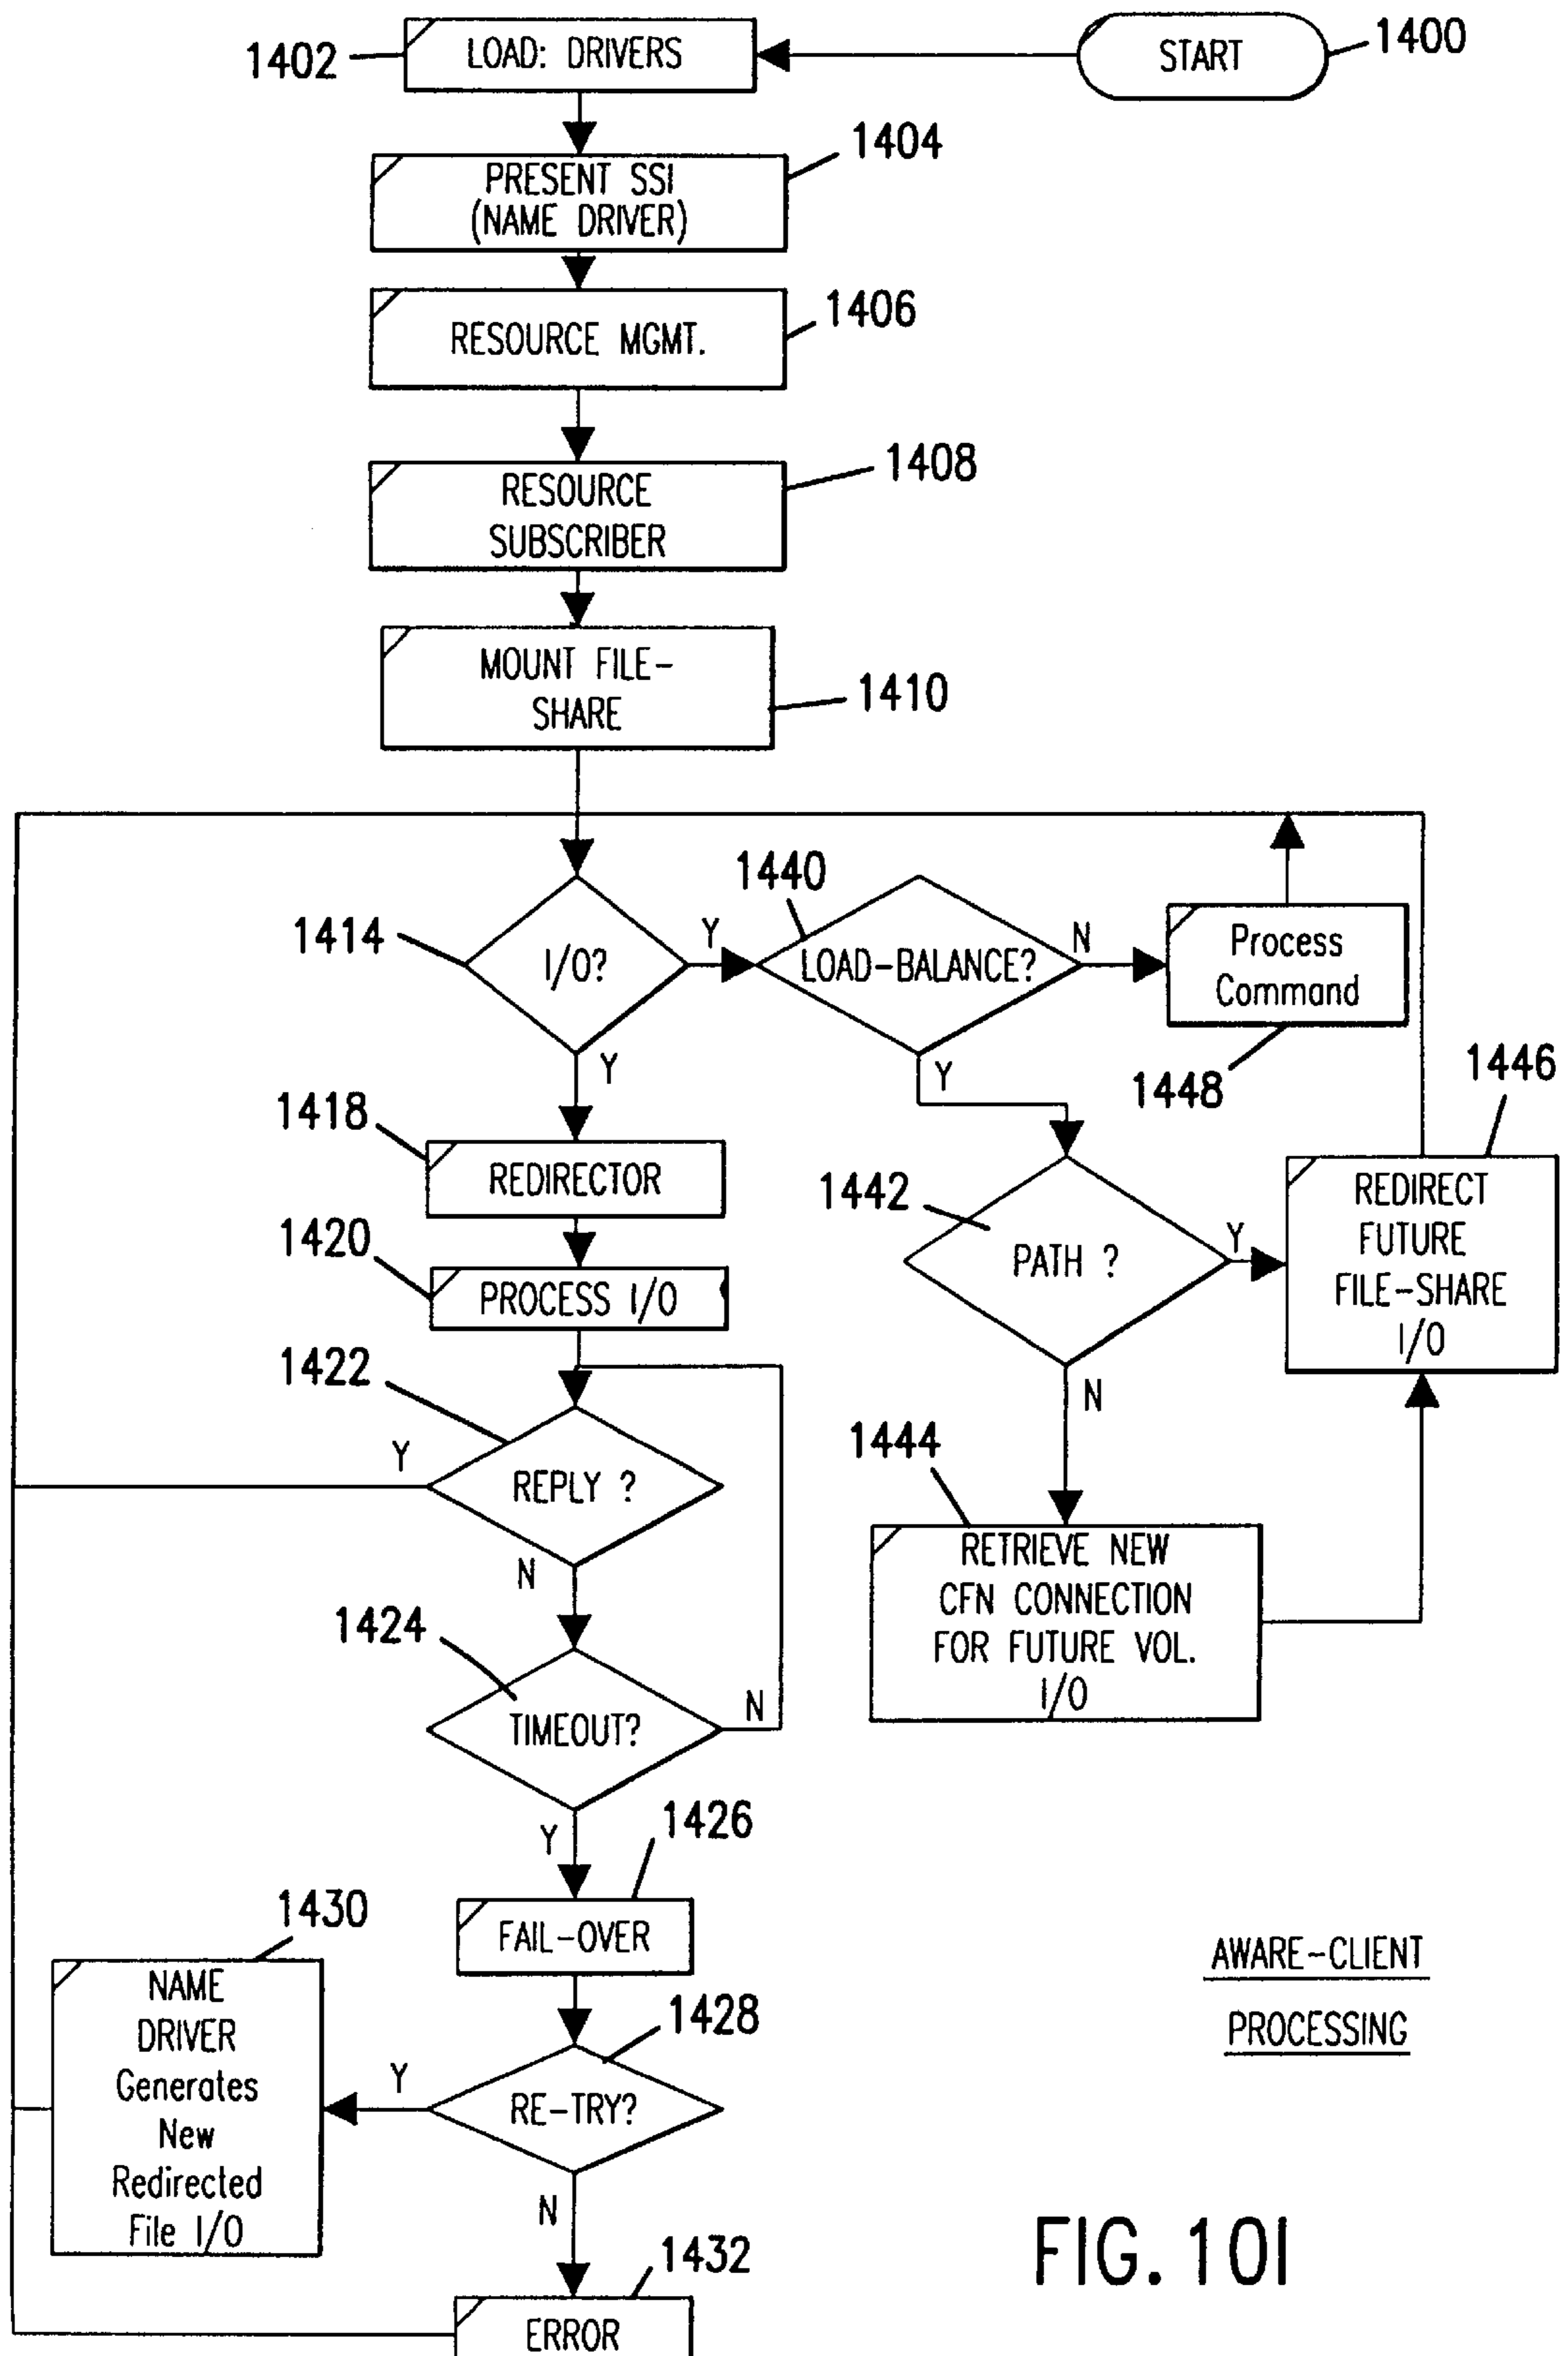 1402
LOAD: DRIVERS
START
1400
1404
PRESENT SSI
(NAME DRIVER)
1406
RESOURCE MGMT.
1408
RESOURCE
SUBSCRIBER
MOUNT FILE-
SHARE
1410
1440
1414
I/O?
Y
LOAD-BALANCE?
N
Process
Command
Y
Y
1448
1446
1418
REDIRECTOR
1442
PATH ?
Y
REDIRECT
FUTURE
FILE-SHARE
I/O
1420
PROCESS I/O
1422
Y
REPLY ?
N
N
1444
RETRIEVE NEW
CFN CONNECTION
FOR FUTURE VOL.
I/O
1424
TIMEOUT?
N
Y
1426
FAIL-OVER
1430
NAME
DRIVER
Generates
New
Redirected
File I/O
1428
Y
RE-TRY?
N
1432
ERROR
AWARE-CLIENT
PROCESSING
FIG. 10I